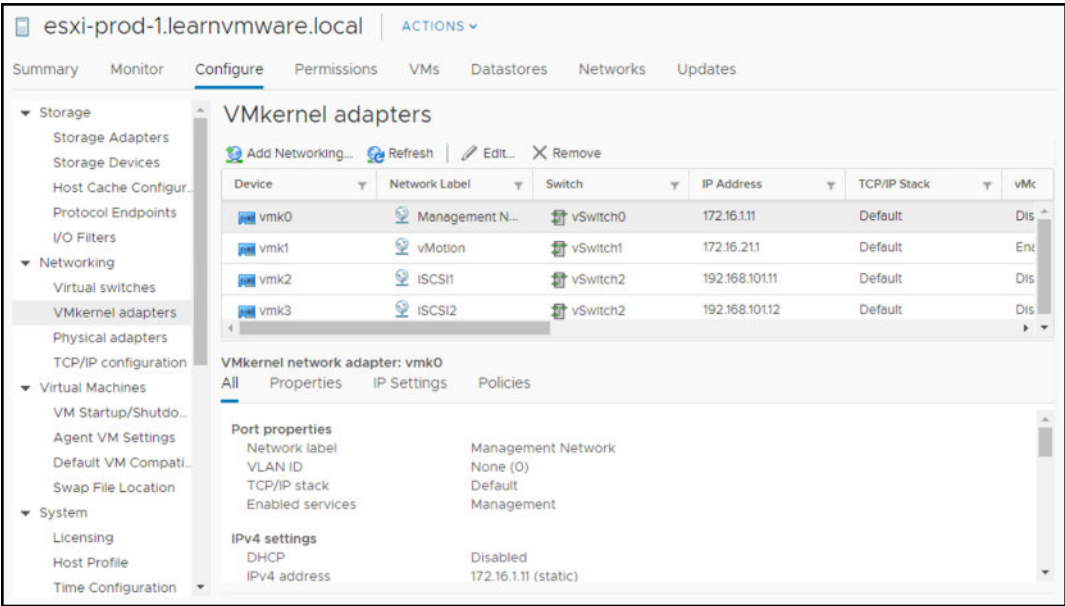 esxi-prod-1.learnvmware.local ACTIONS
Summary Monitor Configure Permissions VMs Datastores Networks Updates
Storage
Storage Adapters
Storage Devices
Host Cache Configur..
Protocol Endpoints
I/O Filters
Networking
Virtual switches
VMkernel adapters
Physical adapters
TCP/IP configuration
Virtual Machines
VM Startup/Shutdo...
Agent VM Settings
Default VM Compati...
Swap File Location
System
Licensing
Host Profile
Time Configuration
VMkernel adapters
Add Networking... Refresh Edit... Remove
Device Network Label Switch IP Address TCP/IP Stack vMc
vmk0 Management N... vSwitch0 172.16.1.11 Default Dis
vmk1 vMotion vSwitch1 172.16.21.1 Default Ena
vmk2 ISCSI1 vSwitch2 192.168.101.11 Default Dis
vmk3 ISCSI2 vSwitch2 192.168.101.12 Default Dis
VMkernel network adapter: vmk0
All Properties IP Settings Policies
Port properties
Network label Management Network
VLAN ID None (0)
TCP/IP stack Default
Enabled services Management
IPv4 settings
DHCP Disabled
IPv4 address 172.16.1.11 (static)